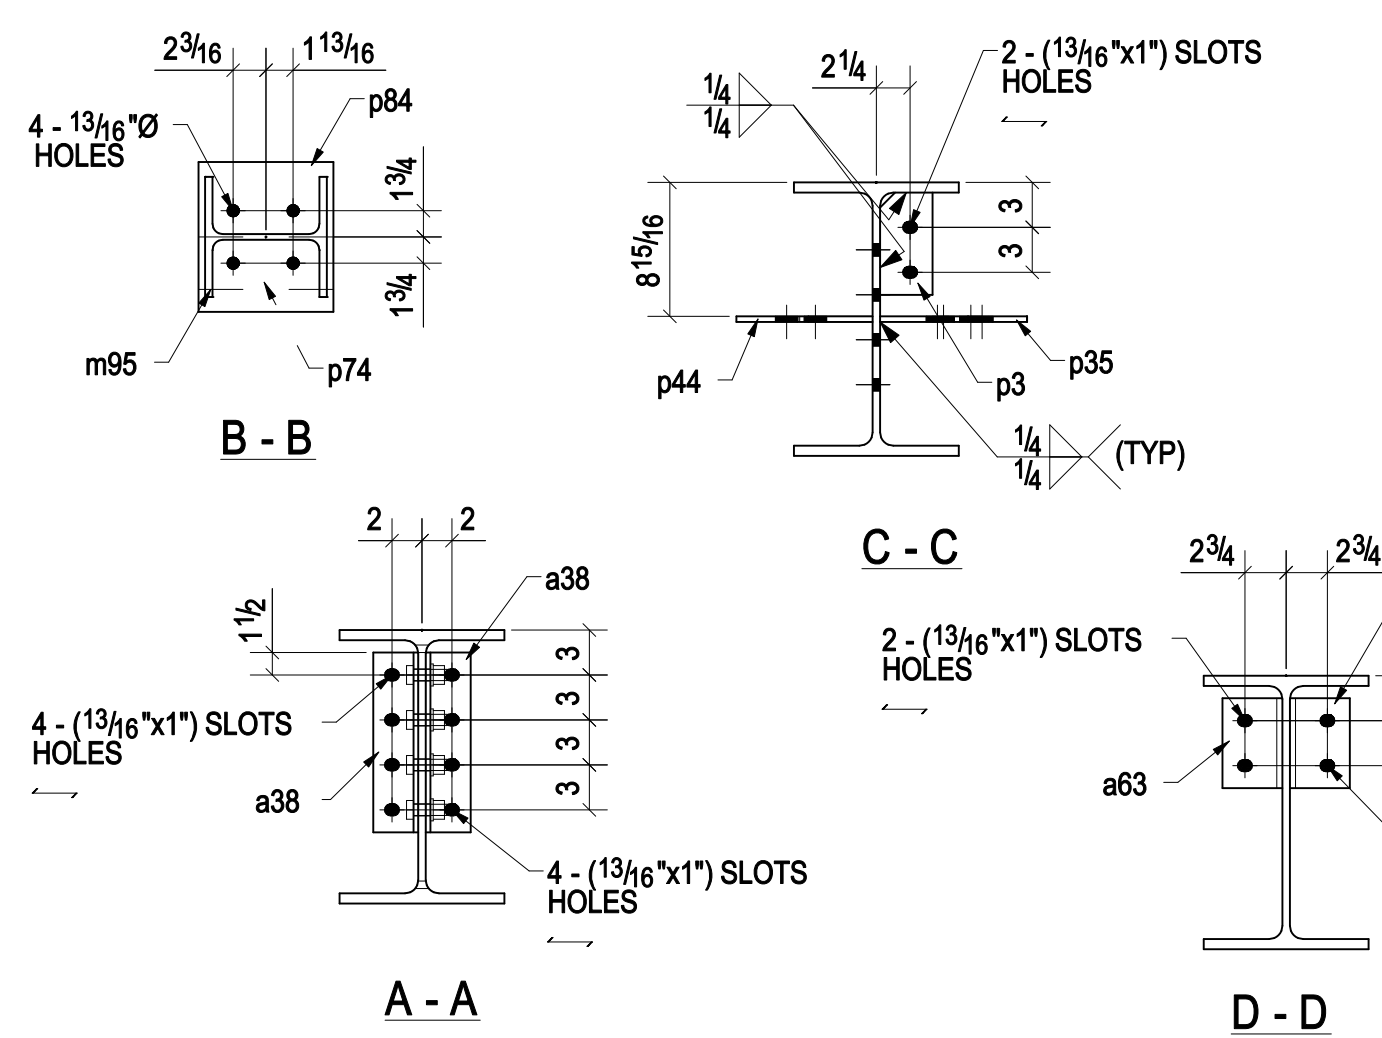 2 3/16
1 13/16
p84
4 - 13/16"Ø
HOLES
1 3/4
1 3/4
m95
p74
B - B
2 - (13/16"x1") SLOTS
HOLES
2 1/4
1/4
1/4
3
3
8 15/16
p44
p3
p35
1/4
1/4
(TYP)
C - C
2
2
a38
1 1/2
3
3
3
3
4 - (13/16"x1") SLOTS
HOLES
a38
4 - (13/16"x1") SLOTS
HOLES
A - A
2 3/4
2 3/4
2 - (13/16"x1") SLOTS
HOLES
a63
D - D